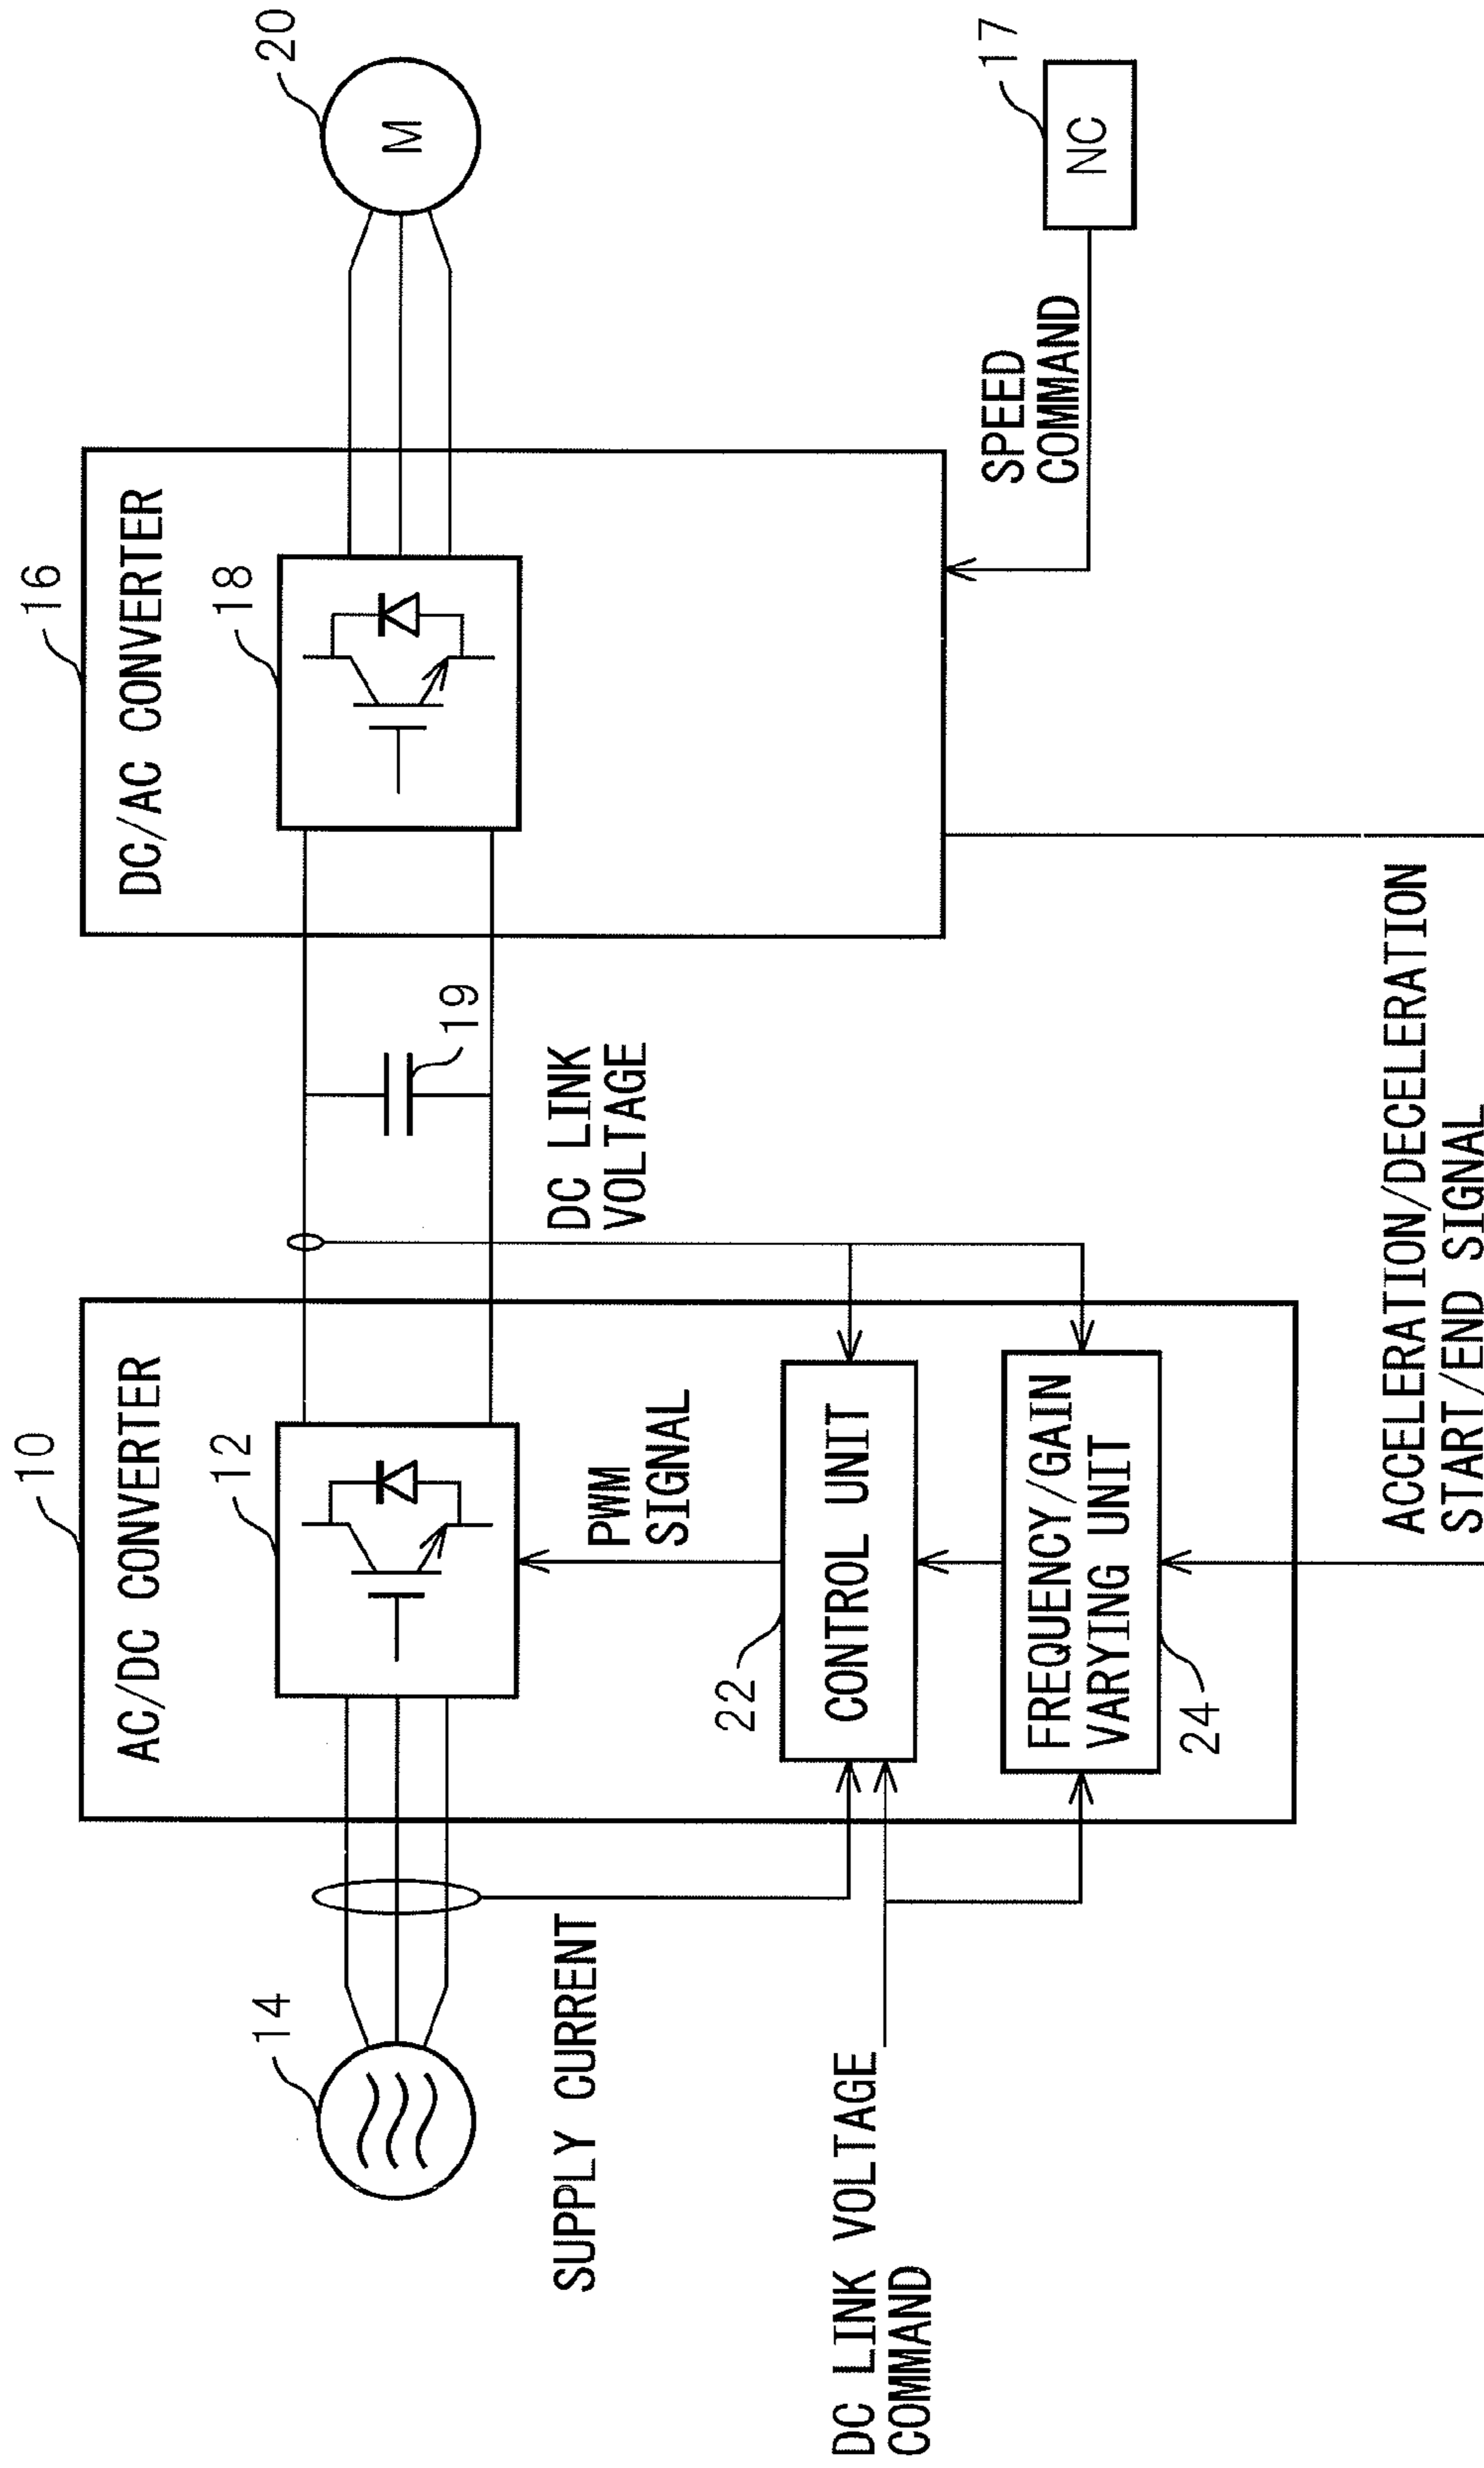 10
AC/DC CONVERTER
12
14
16
DC/AC CONVERTER
18
19
20
M
SUPPLY CURRENT
PWM
SIGNAL
DC LINK
VOLTAGE
SPEED
COMMAND
17
NC
22
CONTROL UNIT
DC LINK VOLTAGE
COMMAND
FREQUENCY/GAIN
VARYING UNIT
24
ACCELERATION/DECELERATION
START/END SIGNAL